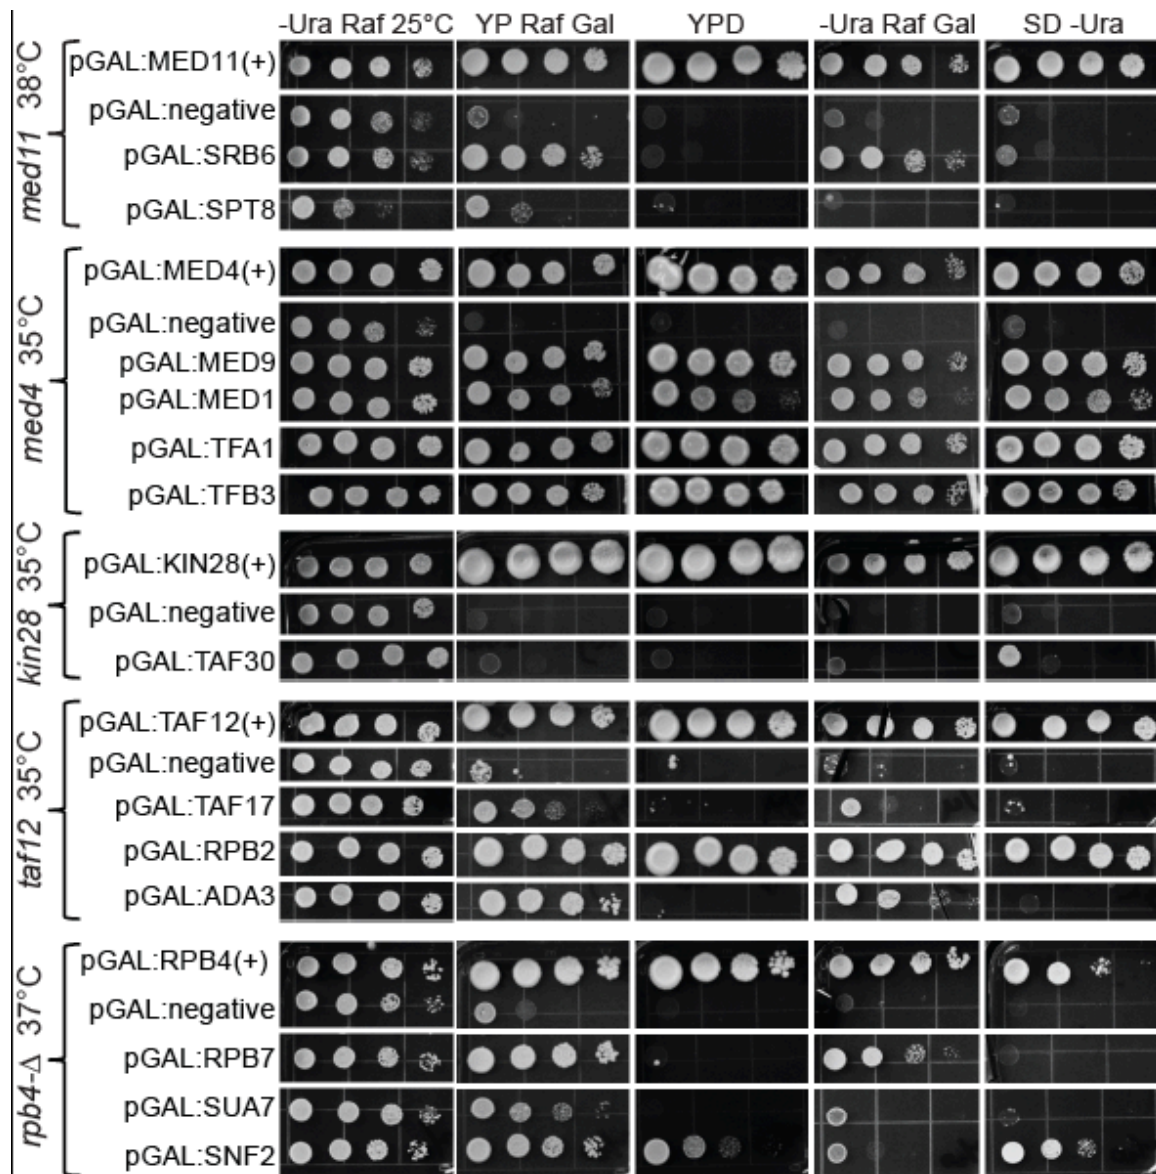 -Ura Raf 25°C YP Raf Gal YPD -Ura Raf Gal SD -Ura
med11 38°C
pGAL:MED11(+)
pGAL:negative
pGAL:SRB6
pGAL:SPT8
med4 35°C
pGAL:MED4(+)
pGAL:negative
pGAL:MED9
pGAL:MED1
pGAL:TFA1
pGAL:TFB3
kin28 35°C
pGAL:KIN28(+)
pGAL:negative
pGAL:TAF30
taf12 35°C
pGAL:TAF12(+)
pGAL:negative
pGAL:TAF17
pGAL:RPB2
pGAL:ADA3
rpb4-Δ 37°C
pGAL:RPB4(+)
pGAL:negative
pGAL:RPB7
pGAL:SUA7
pGAL:SNF2